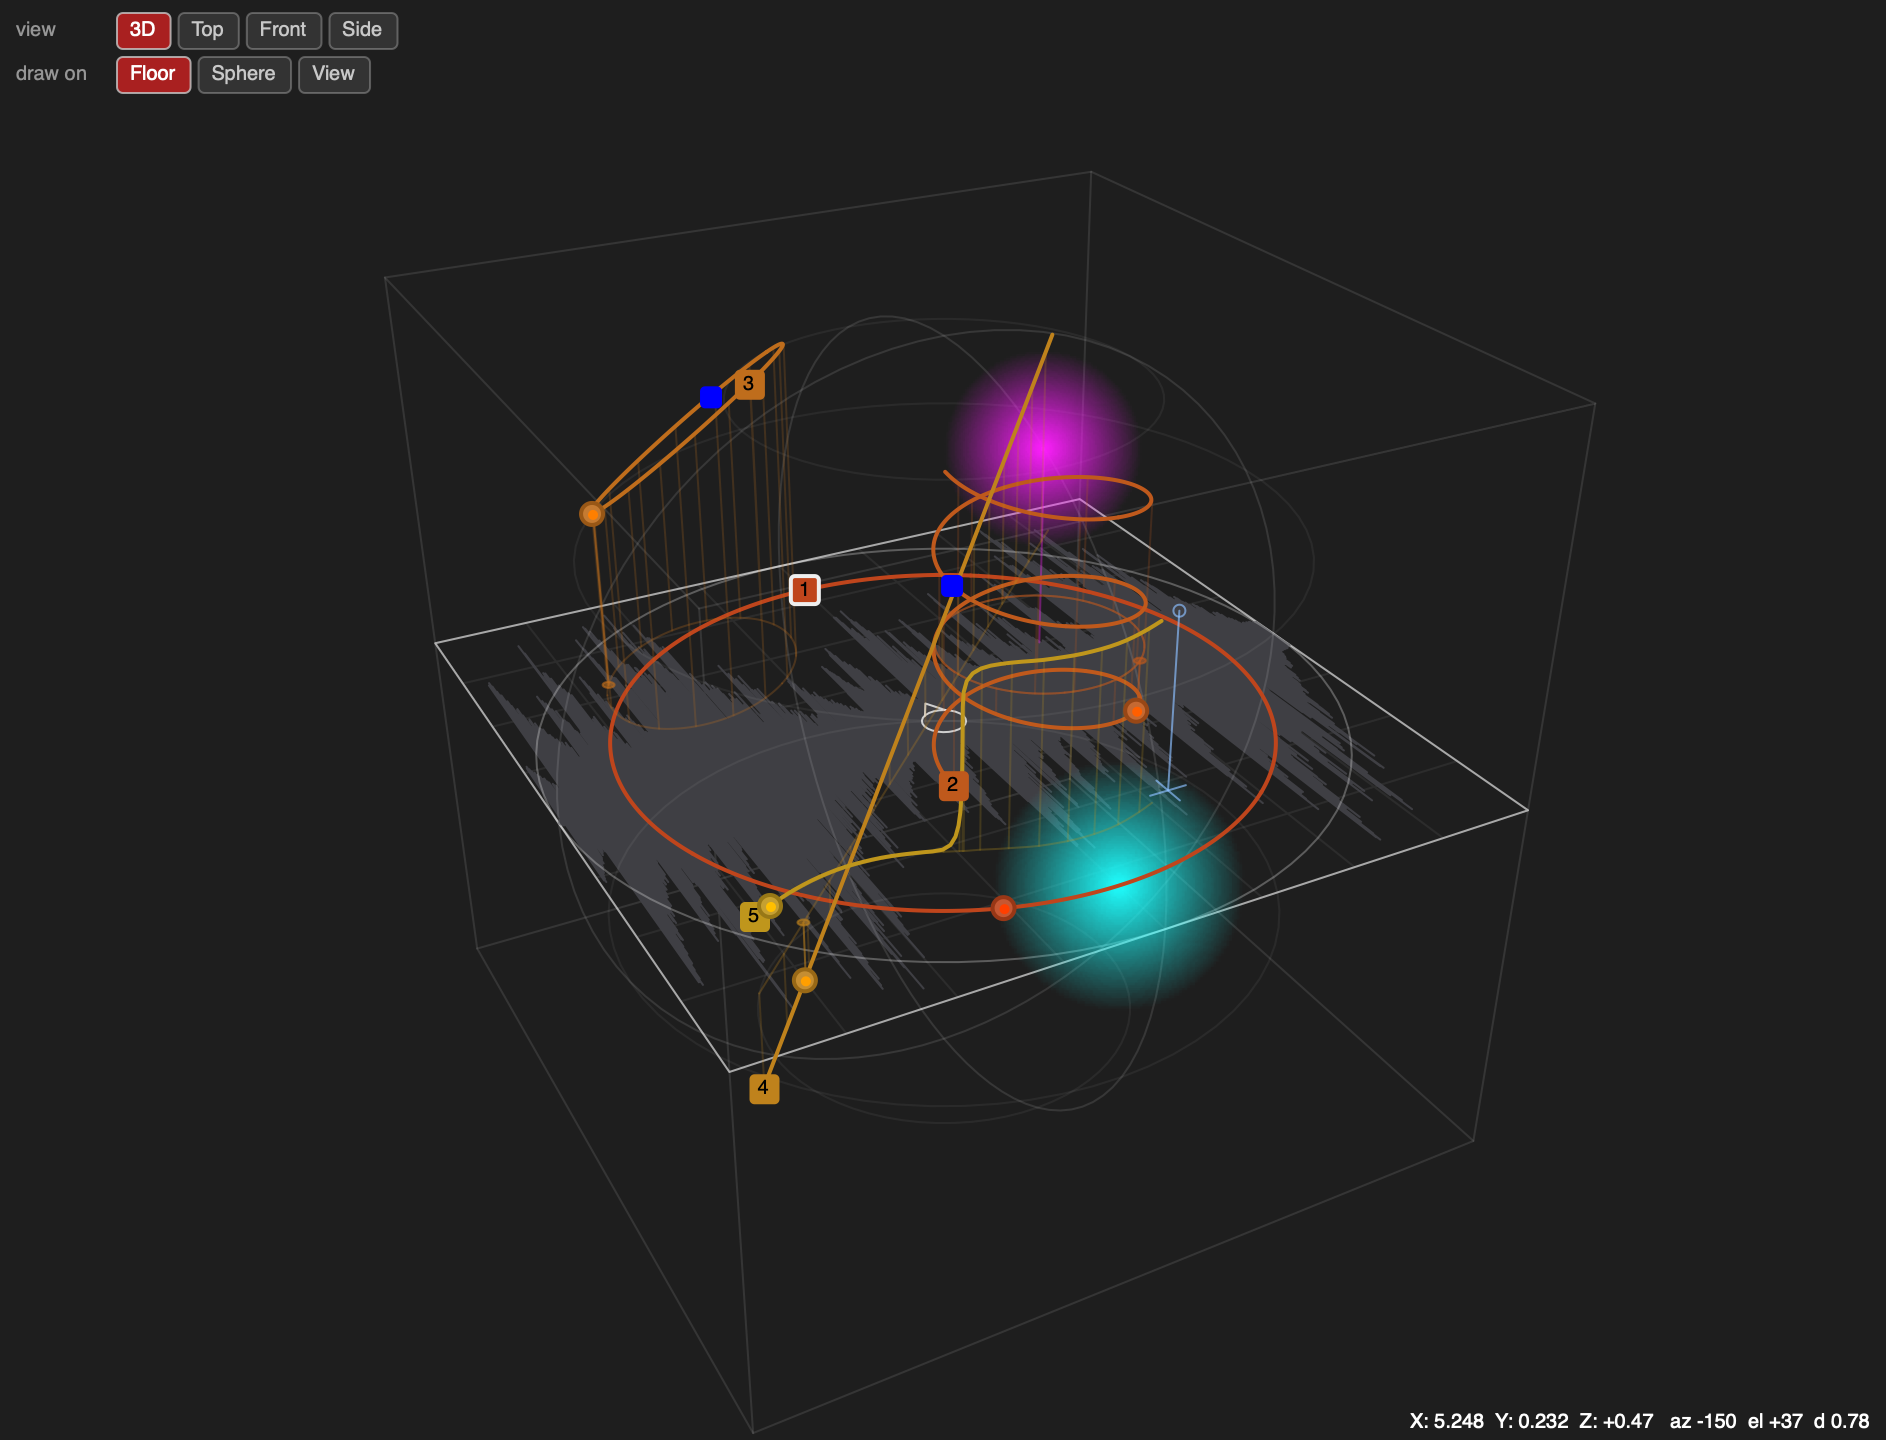 view 3D Top Front Side
draw on Floor Sphere View
3
1
2
5
4
X: 5.248 Y: 0.232 Z: +0.47 az -150 el +37 d 0.78